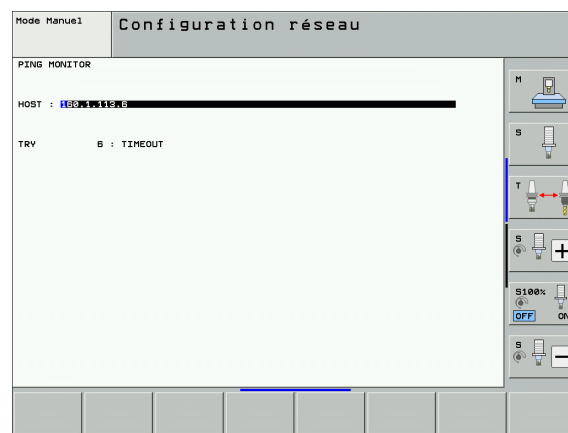 Mode Manuel
Configuration réseau
PING MONITOR
HOST : 160.1.113.6
TRY 6 : TIMEOUT
M
S
T
S
+
S100%
OFF ON
S
−